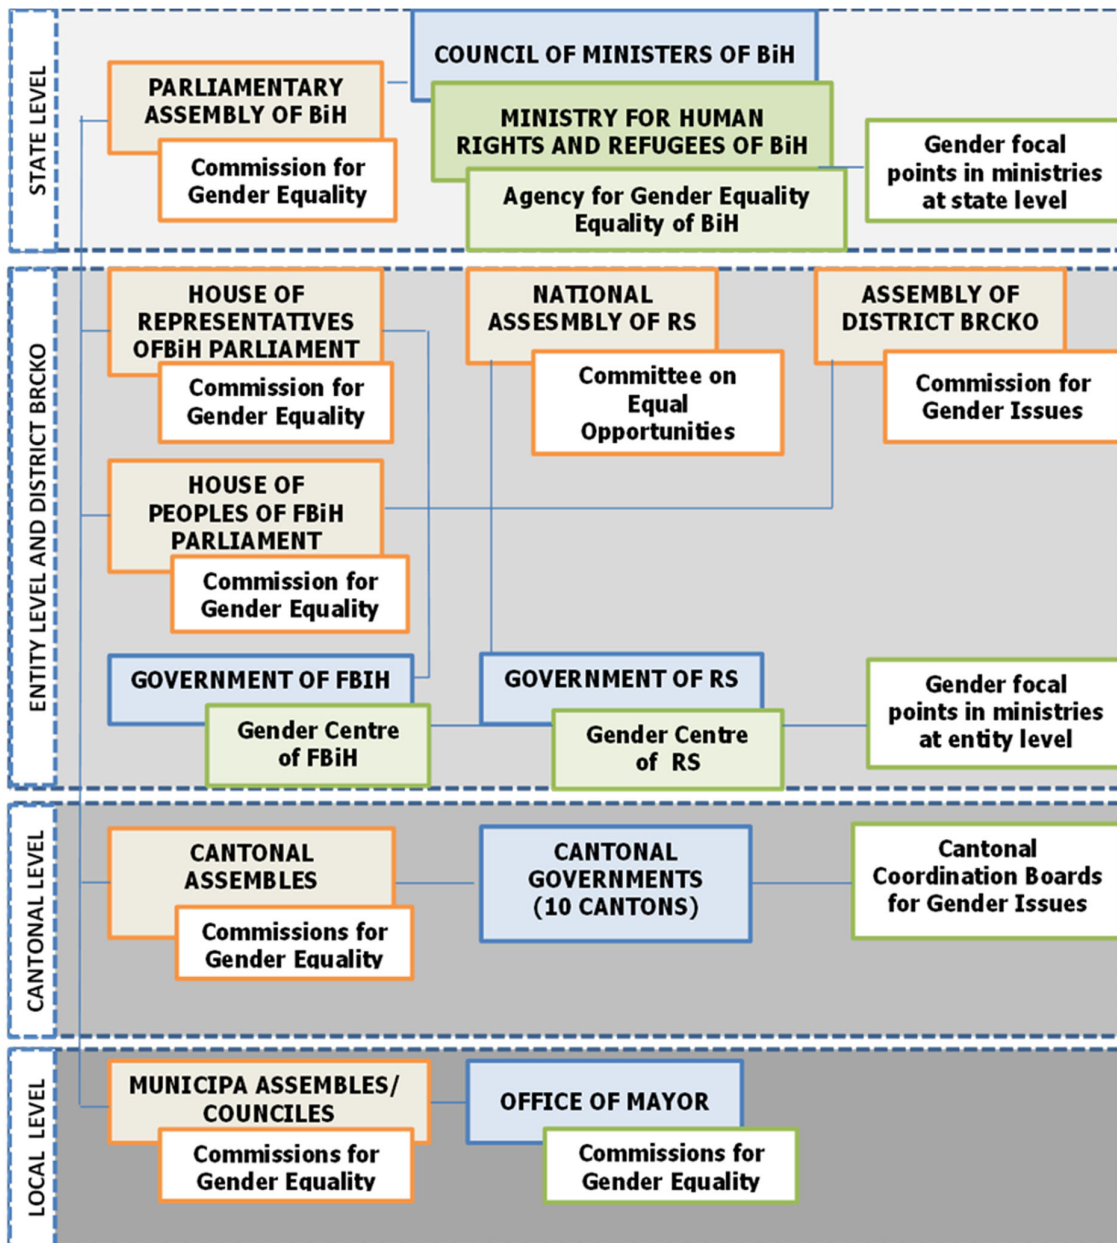 STATE LEVEL
COUNCIL OF MINISTERS OF BiH
PARLIAMENTARY
ASSEMBLY OF BiH
Commission for
Gender Equality
MINISTRY FOR HUMAN
RIGHTS AND REFUGEES OF BiH
Agency for Gender Equality
Equality of BiH
Gender focal
points in ministries
at state level
ENTITY LEVEL AND DISTRICT BRCKO
HOUSE OF
REPRESENTATIVES
OFBiH PARLIAMENT
Commission for
Gender Equality
NATIONAL
ASSESMBLY OF RS
Committee on
Equal
Opportunities
ASSEMBLY OF
DISTRICT BRCKO
Commission for
Gender Issues
HOUSE OF
PEOPLES OF FBiH
PARLIAMENT
Commission for
Gender Equality
GOVERNMENT OF FBIH
Gender Centre
of FBiH
GOVERNMENT OF RS
Gender Centre
of RS
Gender focal
points in ministries
at entity level
CANTONAL LEVEL
CANTONAL
ASSEMBLES
Commissions for
Gender Equality
CANTONAL
GOVERNMENTS
(10 CANTONS)
Cantonal
Coordination Boards
for Gender Issues
LOCAL LEVEL
MUNICIPA ASSEMBLES/
COUNCILES
Commissions for
Gender Equality
OFFICE OF MAYOR
Commissions for
Gender Equality